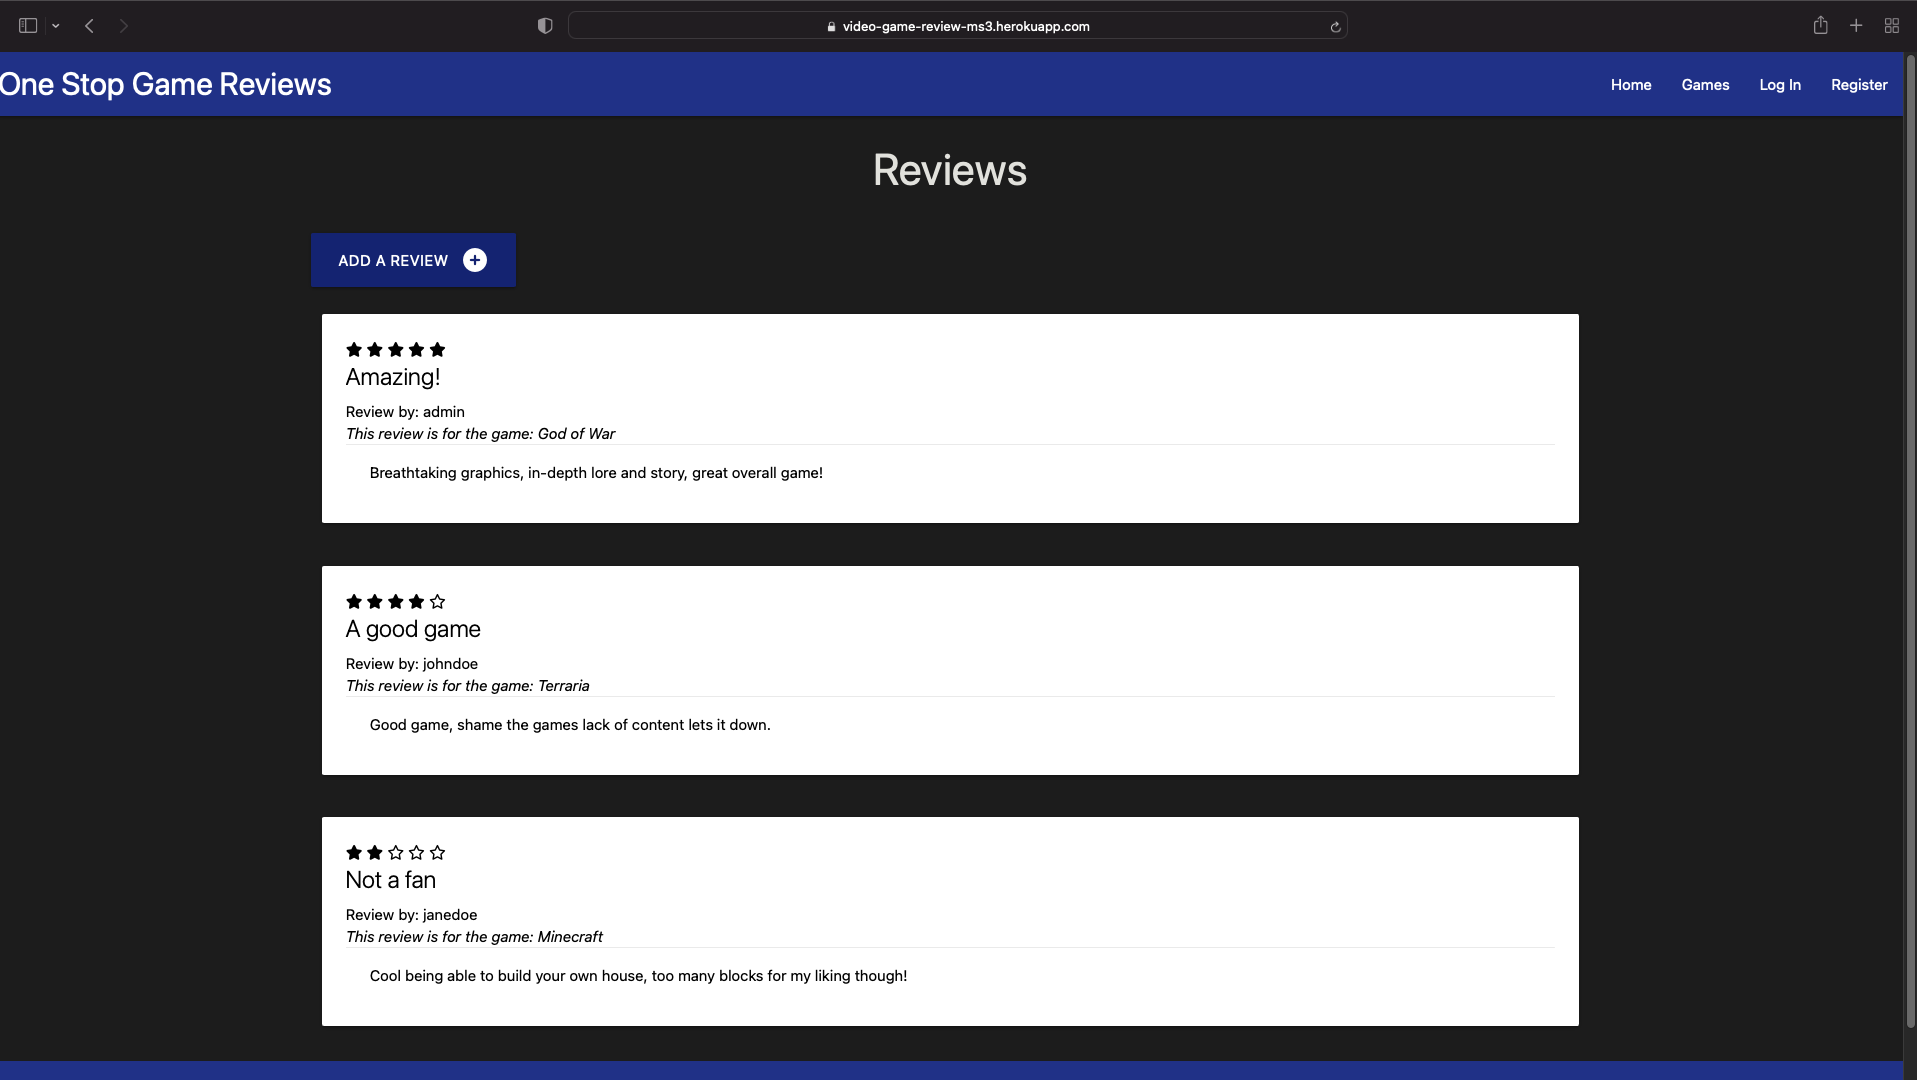 video-game-review-ms3.herokuapp.com
One Stop Game Reviews
Home Games Log In Register
Reviews
ADD A REVIEW
Amazing!
Review by: admin
This review is for the game: God of War
Breathtaking graphics, in-depth lore and story, great overall game!
A good game
Review by: johndoe
This review is for the game: Terraria
Good game, shame the games lack of content lets it down.
Not a fan
Review by: janedoe
This review is for the game: Minecraft
Cool being able to build your own house, too many blocks for my liking though!